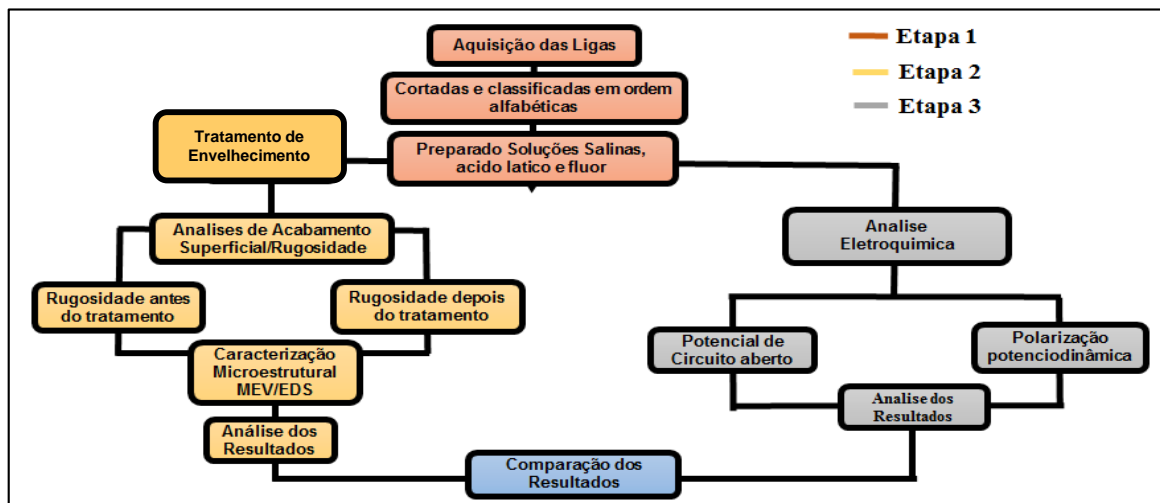 Aquisição das Ligas
Etapa 1
Etapa 2
Etapa 3
Cortadas e classificadas em ordem
alfabéticas
Tratamento de
Envelhecimento
Preparado Soluções Salinas,
acido latico e fluor
Analises de Acabamento
Superficial/Rugosidade
Analise
Eletroquimica
Rugosidade antes
do tratamento
Rugosidade depois
do tratamento
Potencial de
Circuito aberto
Polarização
potenciodinâmica
Caracterização
Microestrutural
MEV/EDS
Analise dos
Resultados
Análise dos
Resultados
Comparação dos
Resultados